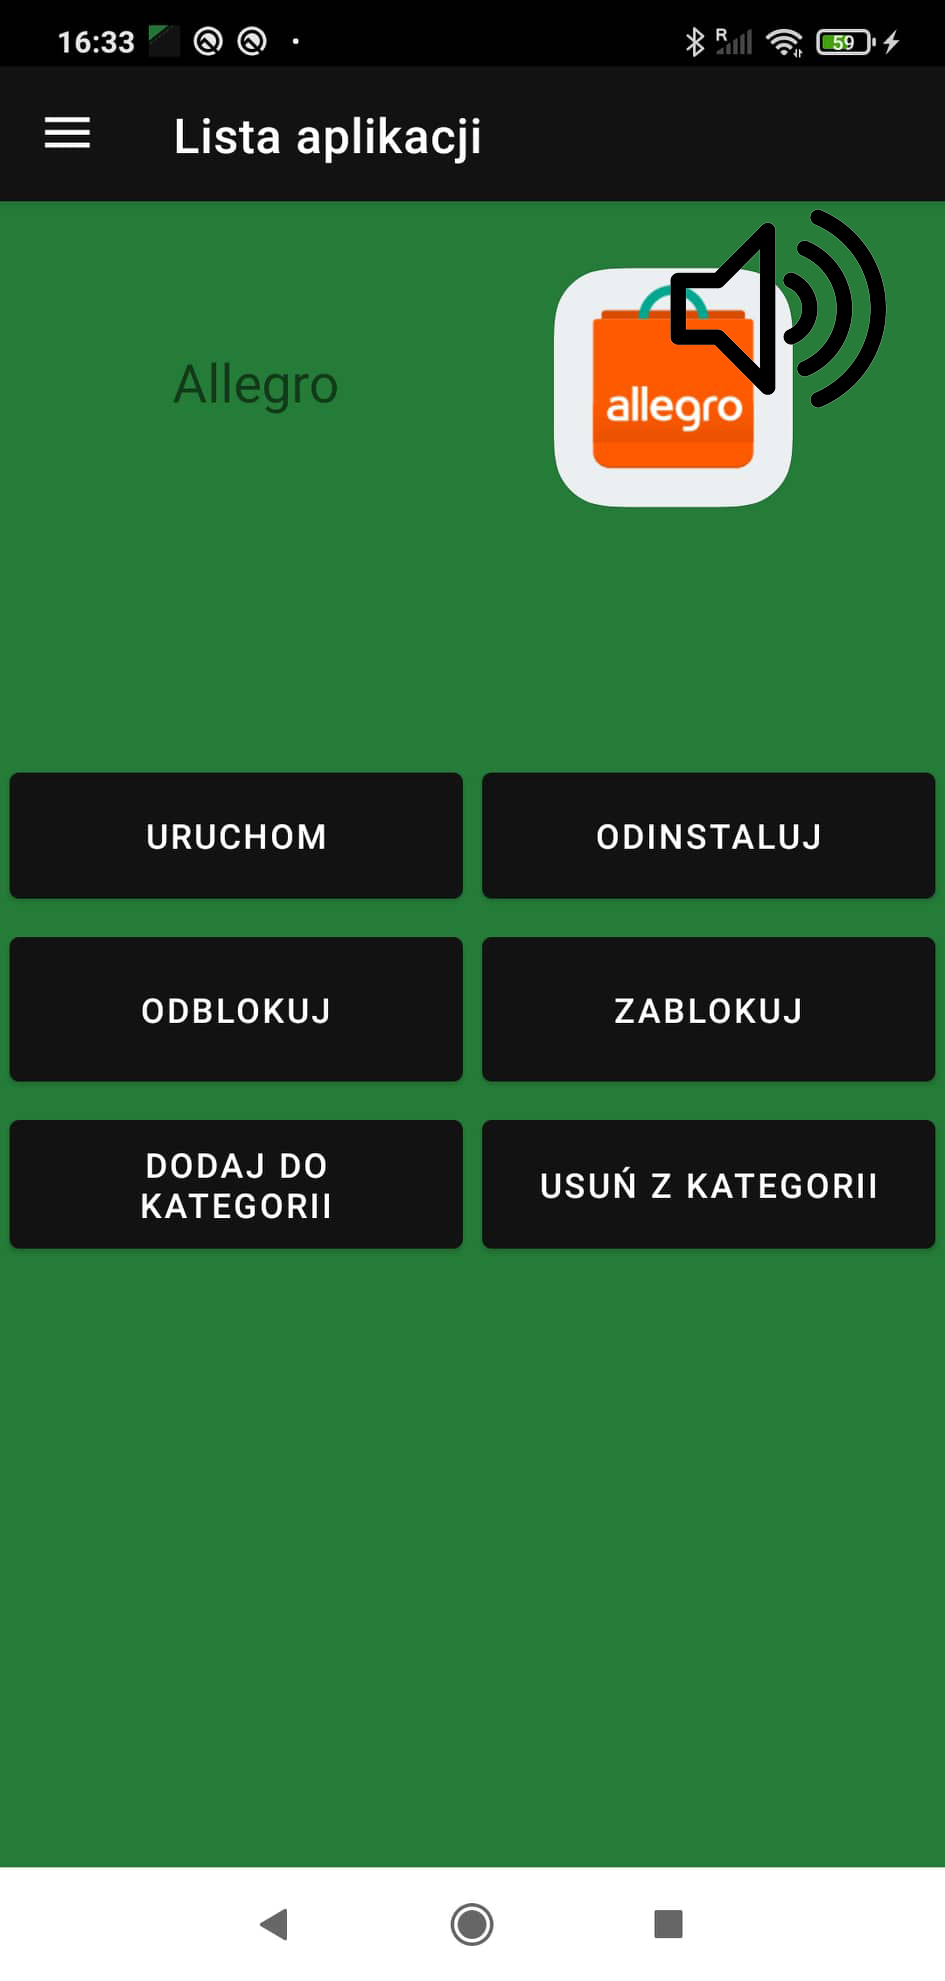 16:33
R
59
Lista aplikacji
Allegro
allegro
URUCHOM
ODINSTALUJ
ODBLOKUJ
ZABLOKUJ
DODAJ DO
KATEGORII
USUŃ Z KATEGORII